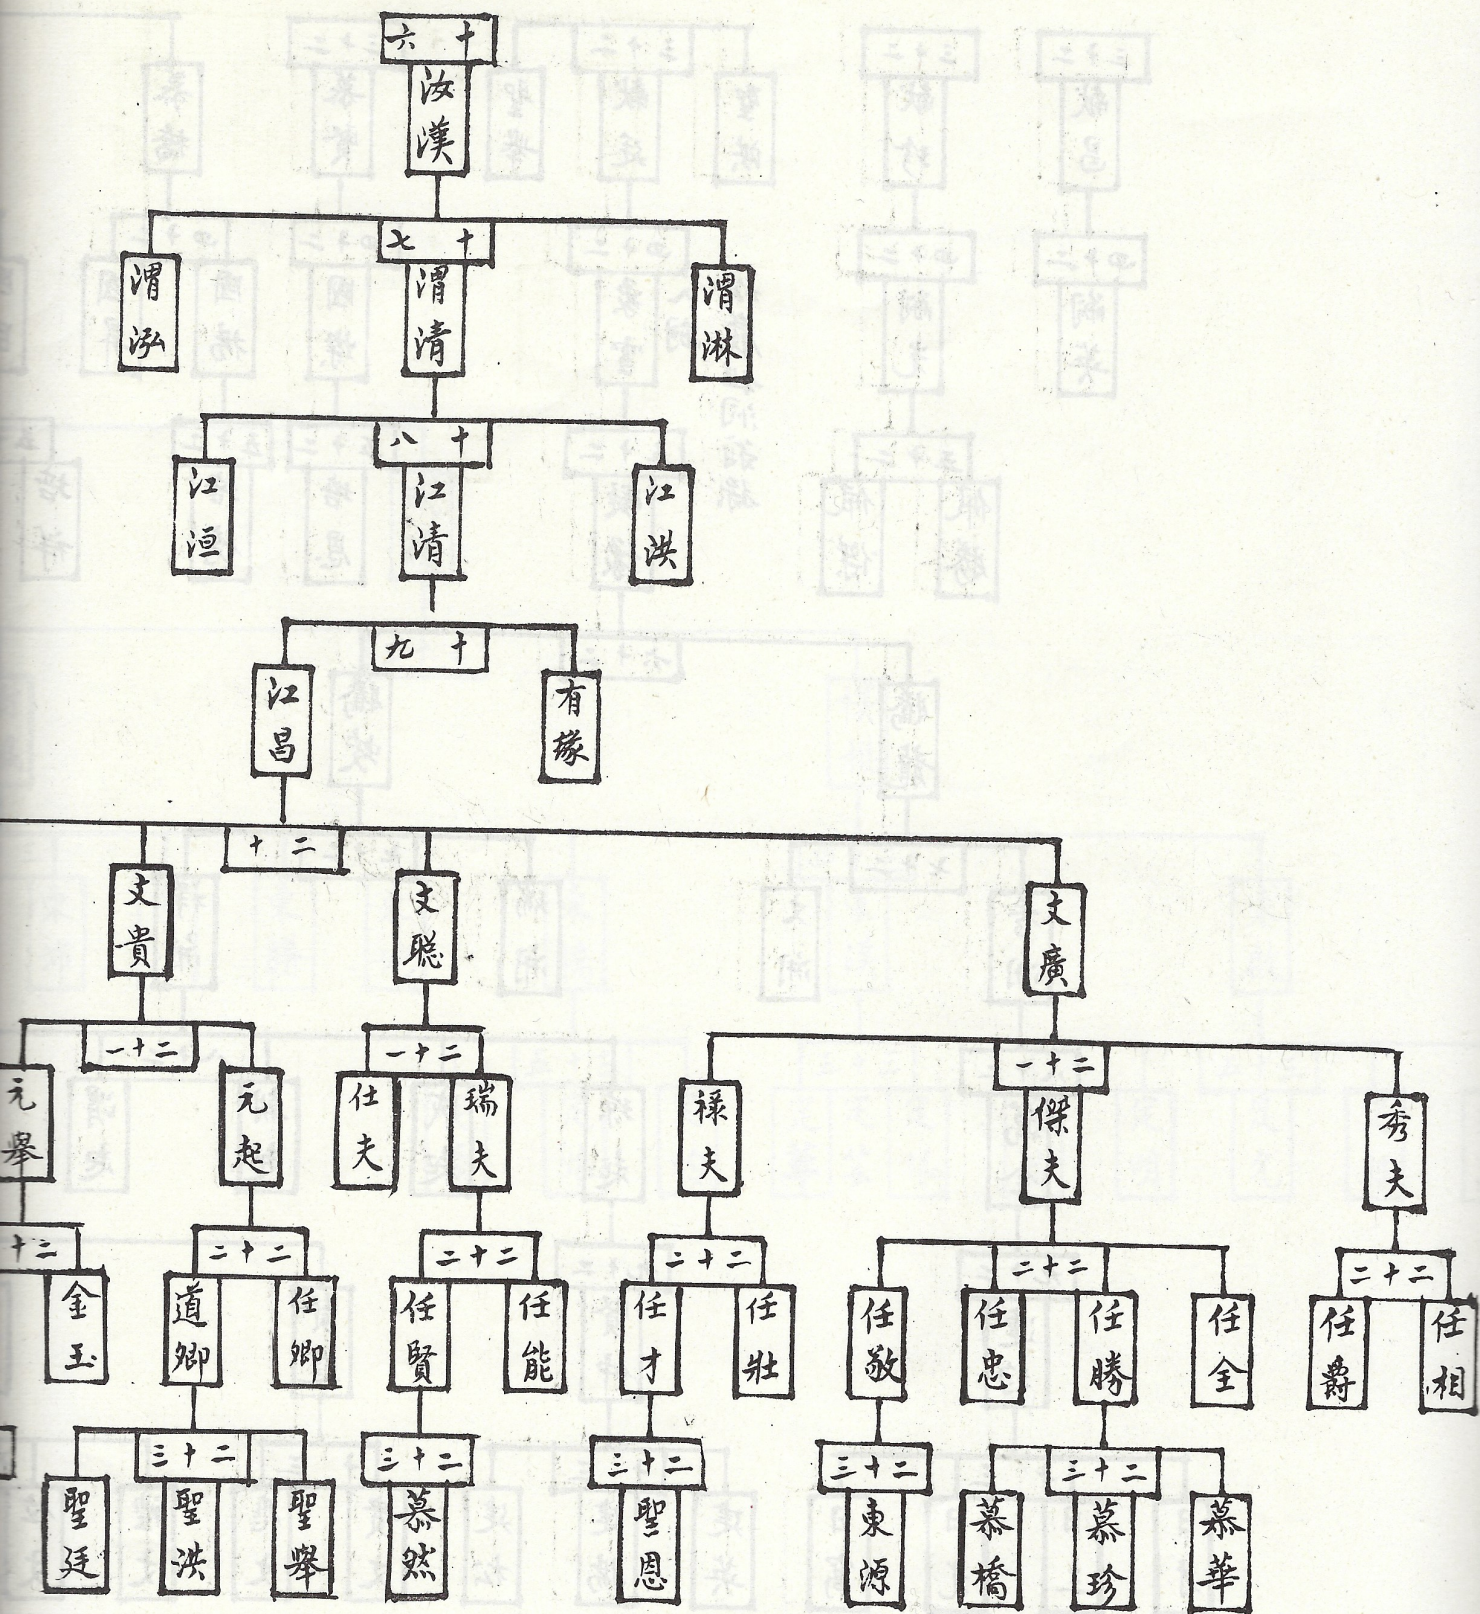 十六
汝漢
十七
渭淋
渭清
渭泓
十八
江洪
江清
江洹
十九
有緣
江昌
二十
文廣
文聰
文貴
二十一
二十一
二十一
秀夫
傑夫
禄夫
瑞夫
仕夫
元起
元舉
二十二
二十二
二十二
二十二
二十二
二十
任相
任爵
任全
任勝
任忠
任敬
任壯
任才
任能
任賢
任卿
道卿
金玉
二十三
二十三
二十三
二十三
二十三
慕華
慕珍
慕橋
東源
聖恩
慕然
聖舉
聖洪
聖廷